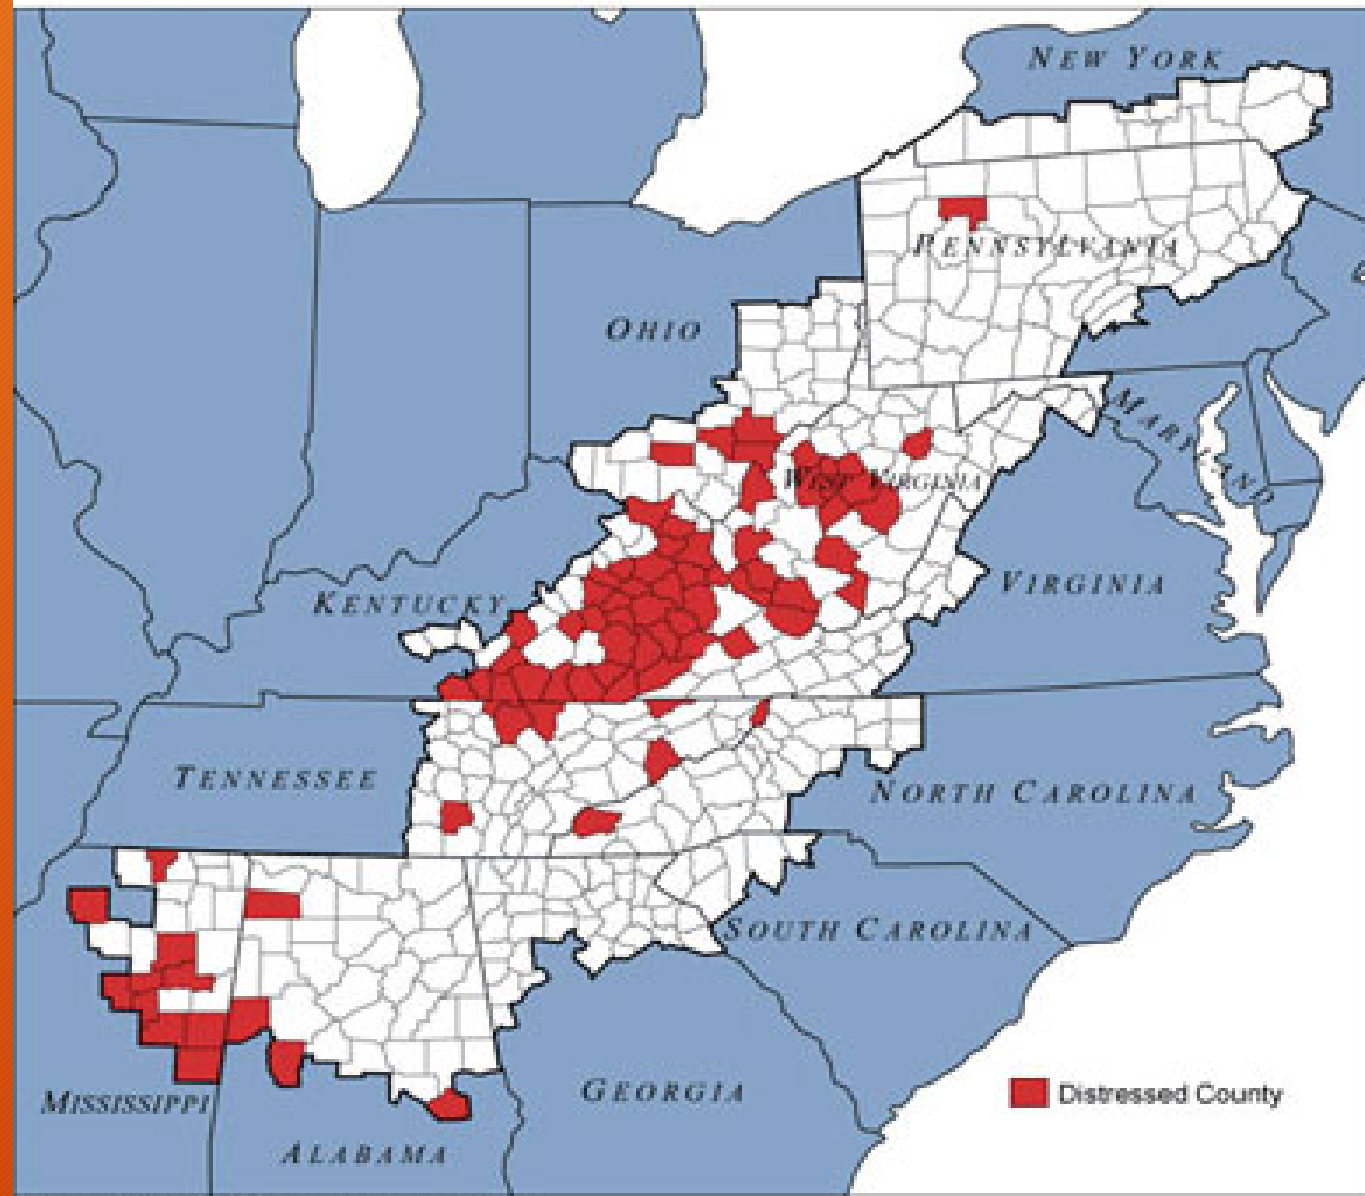 NEW YORK
PENNSYLVANIA
OHIO
MARYLAND
WEST VIRGINIA
VIRGINIA
KENTUCKY
TENNESSEE
NORTH CAROLINA
SOUTH CAROLINA
MISSISSIPPI
GEORGIA
Distressed County
ALABAMA